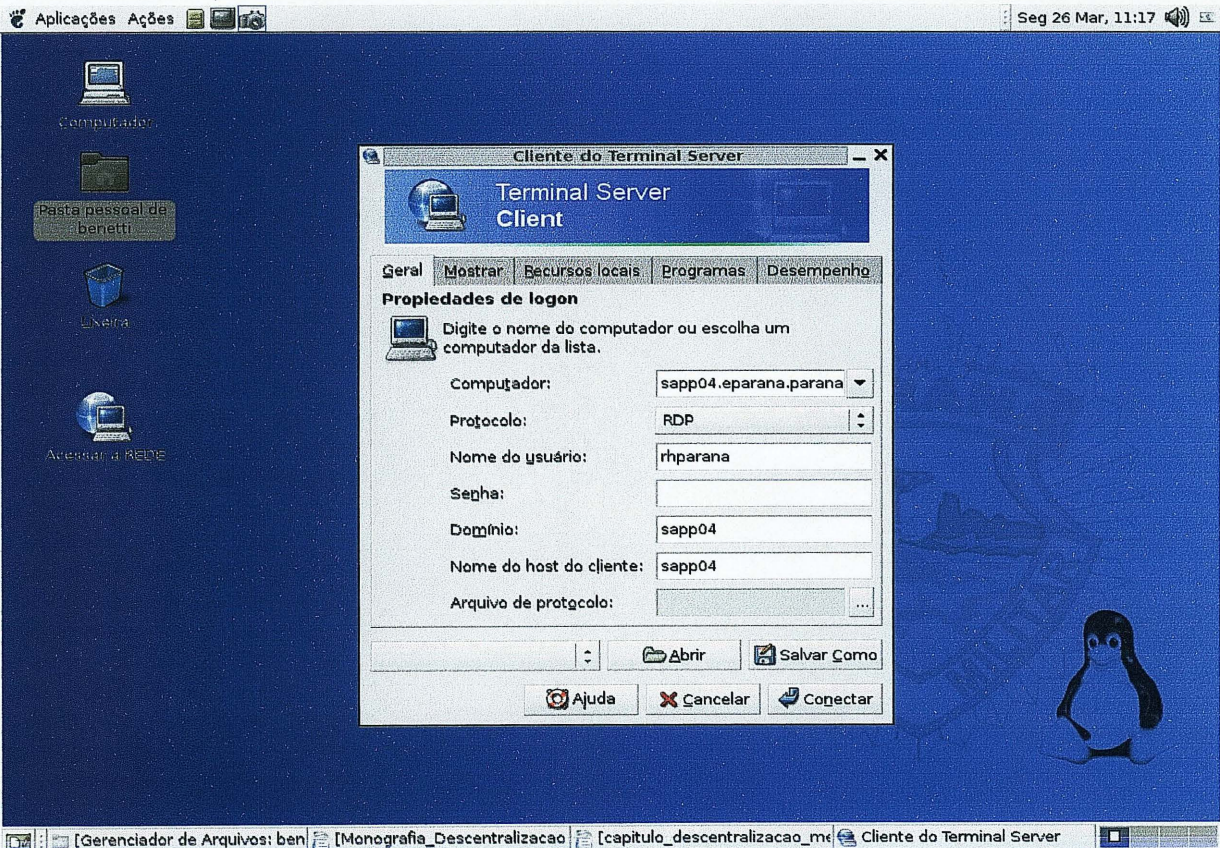 Aplicações Ações
Seg 26 Mar, 11:17
Computador
Pasta pessoal de
benetti
Lixeira
Acessar a REDE
Cliente do Terminal Server
Terminal Server
Client
Geral Mostrar Recursos locais Programas Desempenho
Propiedades de logon
Digite o nome do computador ou escolha um
computador da lista.
Computador: sapp04.eparana.parana
Protocolo: RDP
Nome do usuário: rhparana
Senha:
Domínio: sapp04
Nome do host do cliente: sapp04
Arquivo de protocolo: ...
Abrir Salvar Como
Ajuda Cancelar Conectar
MILITAR
[Gerenciador de Arquivos: ben [Monografia_Descentralizacao [capitulo_descentralizacao_me Cliente do Terminal Server